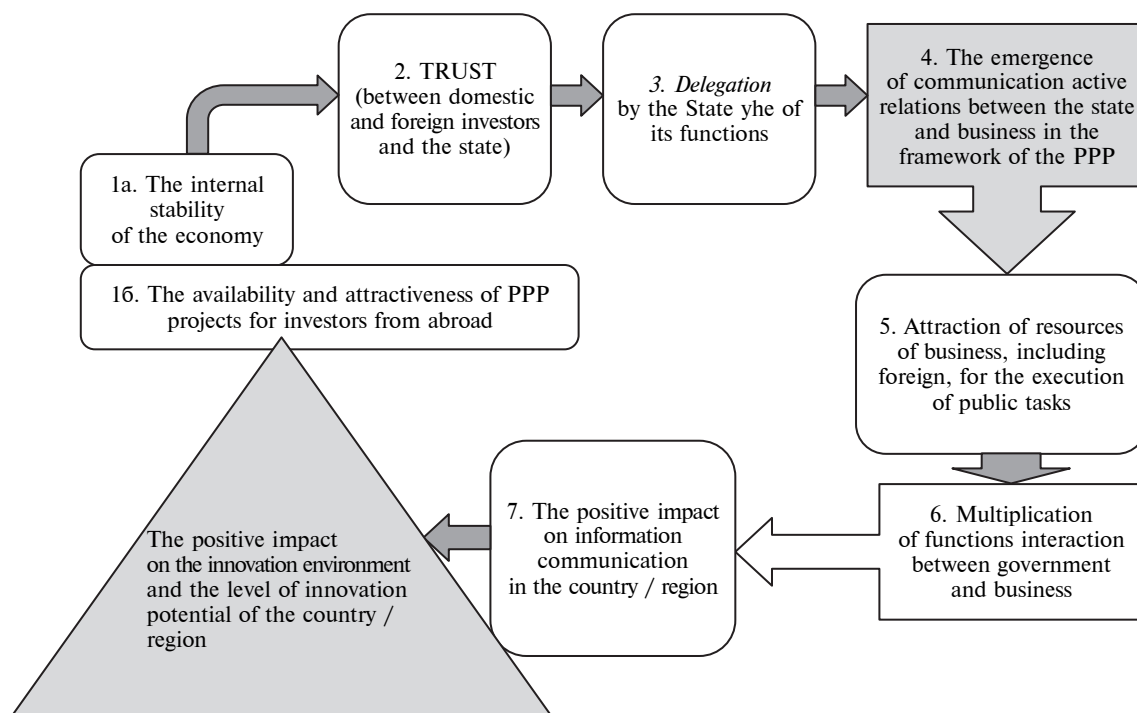 1a. The internal
stability
of the economy
1б. The availability and attractiveness of PPP
projects for investors from abroad
2. TRUST
(between domestic
and foreign investors
and the state)
3. Delegation
by the State yhe of
its functions
4. The emergence
of communication active
relations between the state
and business in the
framework of the PPP
5. Attraction of resources
of business, including
foreign, for the execution
of public tasks
6. Multiplication
of functions interaction
between government
and business
7. The positive impact
on information
communication
in the country / region
The positive impact
on the innovation environment
and the level of innovation
potential of the country /
region